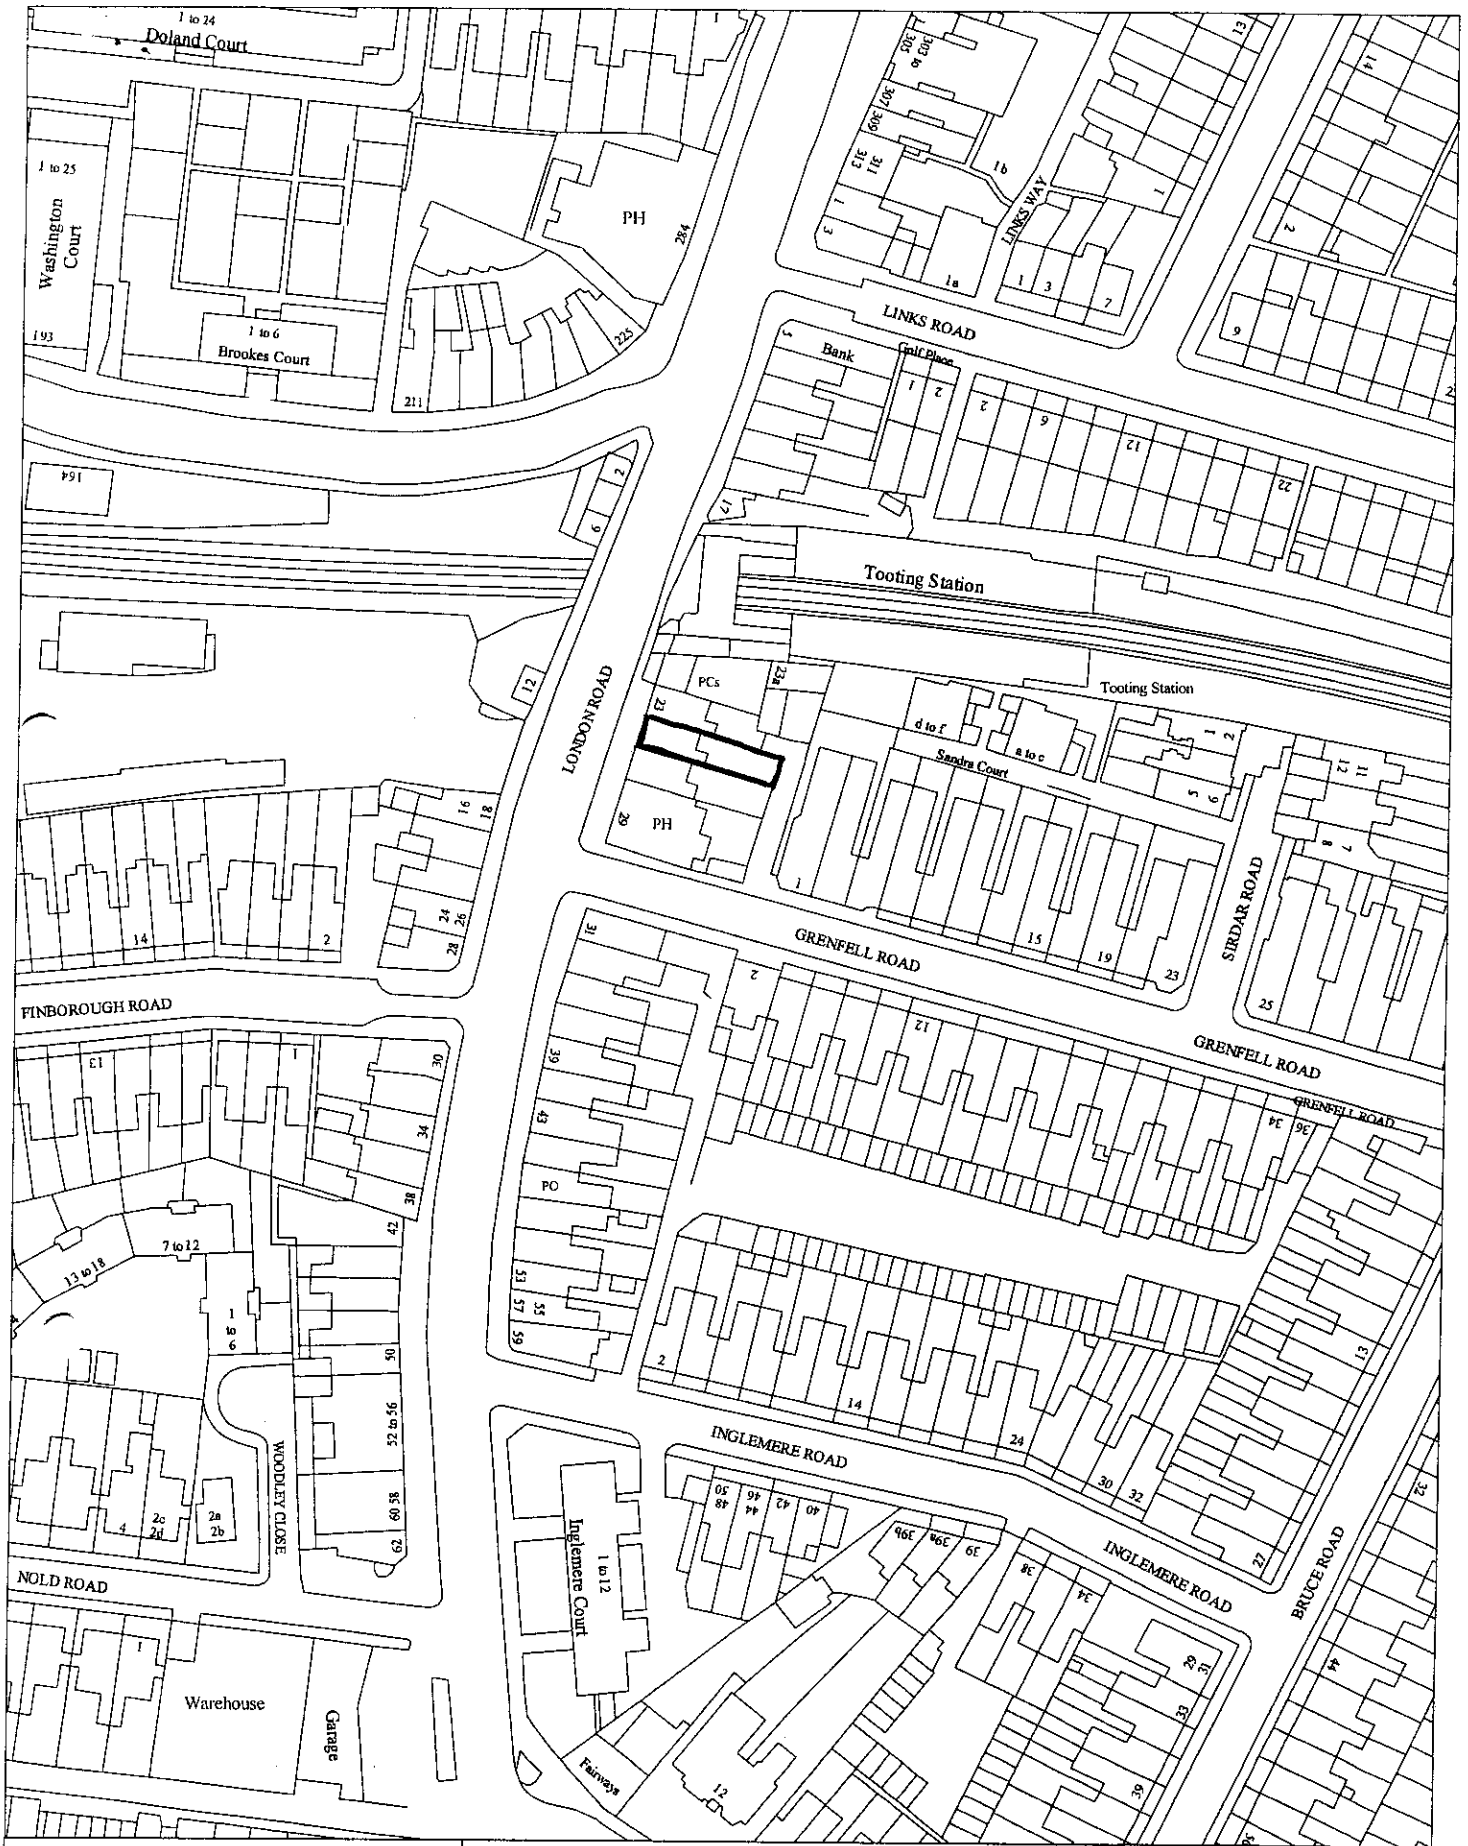 1 to 24
Doland Court
1
303 to
305
307
309
311
313
1
3
1a
1b
LINKS WAY
1
3
7
1
13
14
2
9
1 to 25
Washington
Court
193
1 to 6
Brookes Court
211
225
PH
284
LINKS ROAD
5
Bank
Golf Place
1
2
2
6
12
22
17
164
2
6
Tooting Station
Tooting Station
12
LONDON ROAD
PCs
23a
23
29
PH
d to f
a to c
Sandra Court
1
2
5
6
11
12
7
8
SIRDAR ROAD
1
15
19
23
25
16
18
24
26
28
14
2
FINBOROUGH ROAD
GRENFELL ROAD
GRENFELL ROAD
GRENFELL ROAD
31
39
43
PO
53
55
57
59
2
12
34
36
13
1
30
34
38
42
50
52 to 56
60 58
62
7 to 12
13 to 18
1
to
6
WOODLEY CLOSE
2a
2b
2c
2d
4
NOLD ROAD
1
Warehouse
Garage
2
14
24
30
32
INGLEMERE ROAD
INGLEMERE ROAD
50
48
46
44
42
40
39b
39a
39
38
34
1 to 12
Inglemere Court
Fairways
12
13
27
BRUCE ROAD
32
44
29
31
33
39